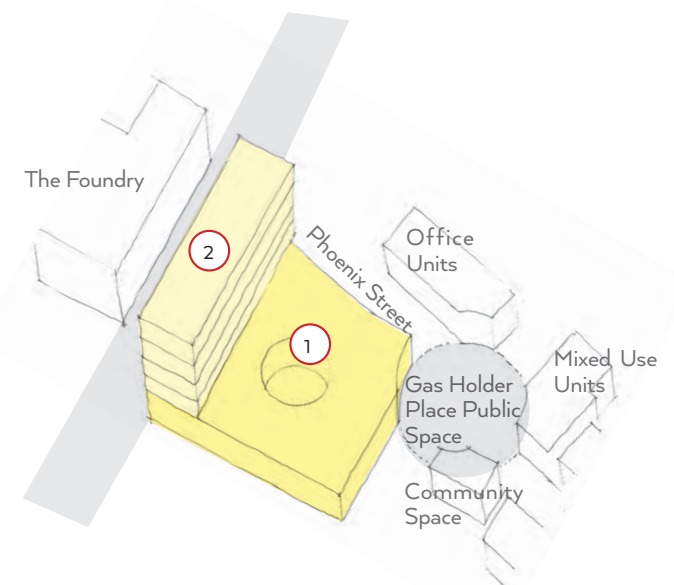 The Foundry
2
Phoenix Street
Office
Units
1
Mixed Use
Units
Gas Holder
Place Public
Space
Community
Space